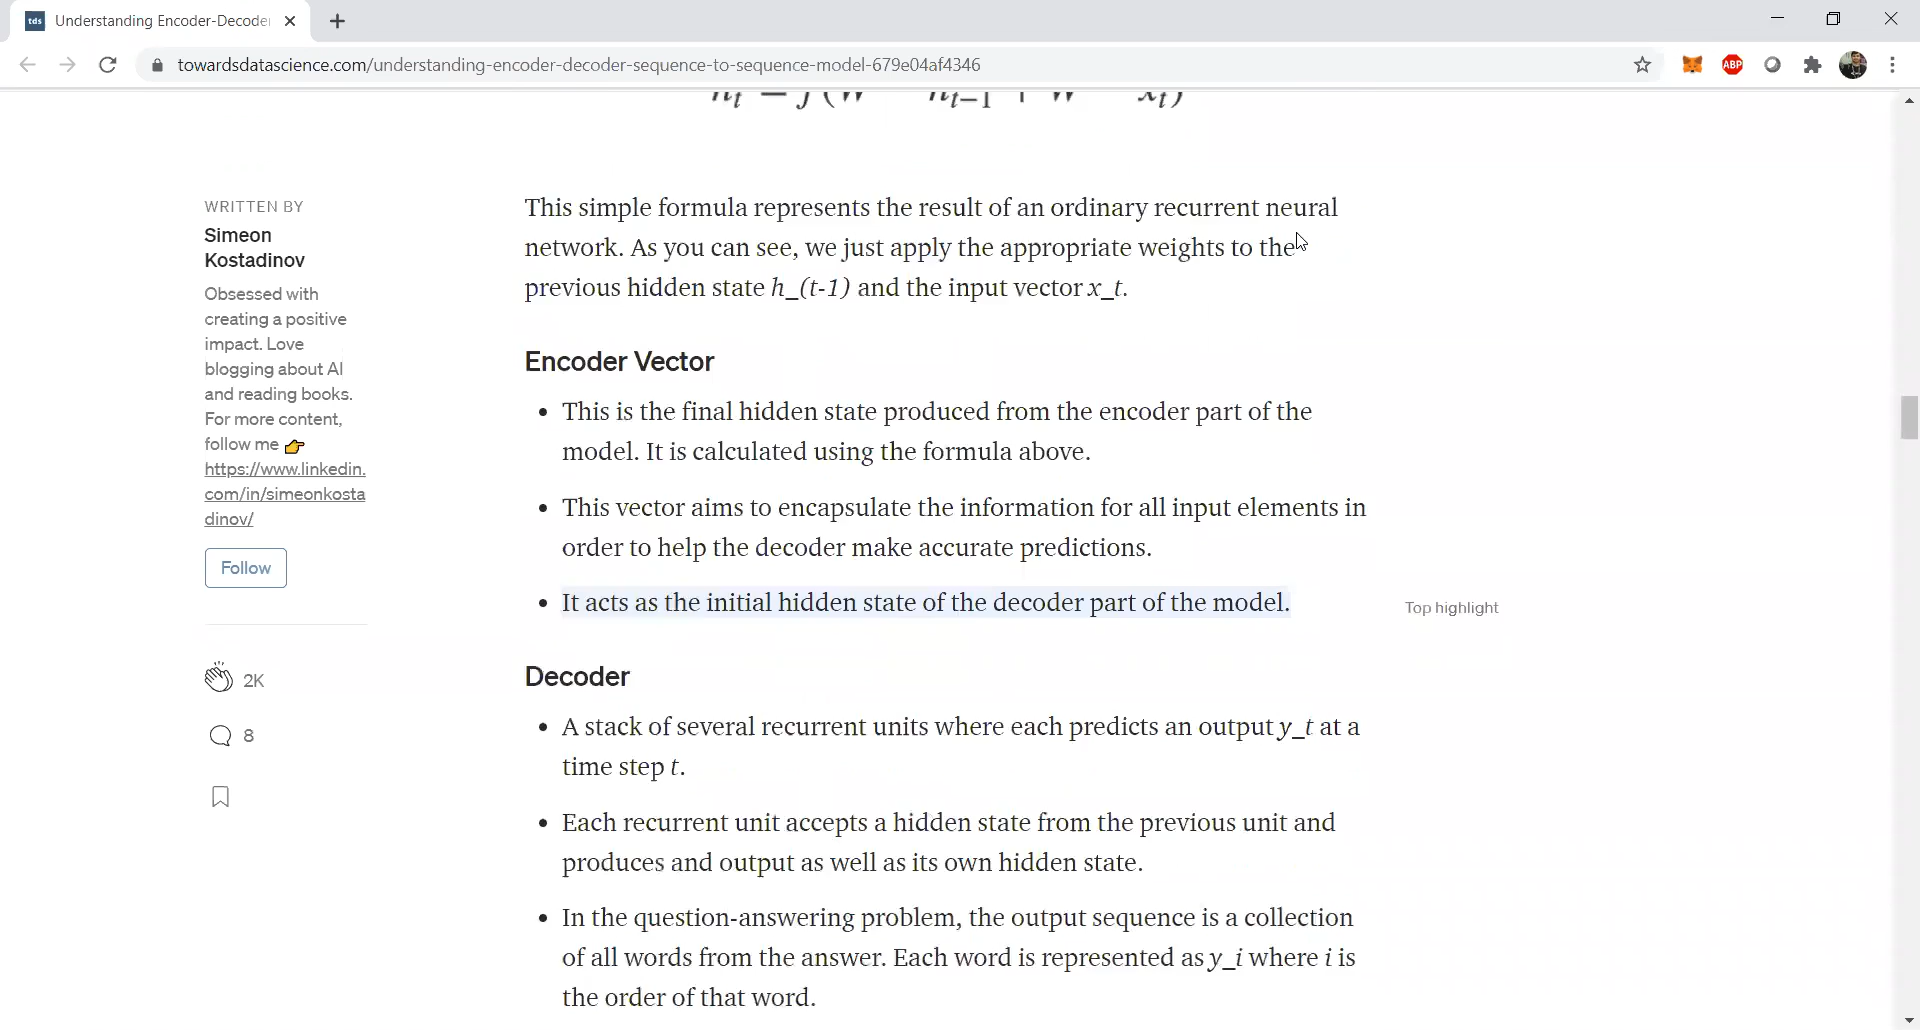 tds Understanding Encoder-Decoder
towardsdatascience.com/understanding-encoder-decoder-sequence-to-sequence-model-679e04af4346
ABP
WRITTEN BY
Simeon
Kostadinov
Obsessed with
creating a positive
impact. Love
blogging about AI
and reading books.
For more content,
follow me 👉
https://www.linkedin.
com/in/simeonkosta
dinov/
Follow
2K
8
This simple formula represents the result of an ordinary recurrent neural
network. As you can see, we just apply the appropriate weights to the
previous hidden state h_(t-1) and the input vector x_t.
Encoder Vector
• This is the final hidden state produced from the encoder part of the
model. It is calculated using the formula above.
• This vector aims to encapsulate the information for all input elements in
order to help the decoder make accurate predictions.
• It acts as the initial hidden state of the decoder part of the model.
Top highlight
Decoder
• A stack of several recurrent units where each predicts an output y_t at a
time step t.
• Each recurrent unit accepts a hidden state from the previous unit and
produces and output as well as its own hidden state.
• In the question-answering problem, the output sequence is a collection
of all words from the answer. Each word is represented as y_i where i is
the order of that word.